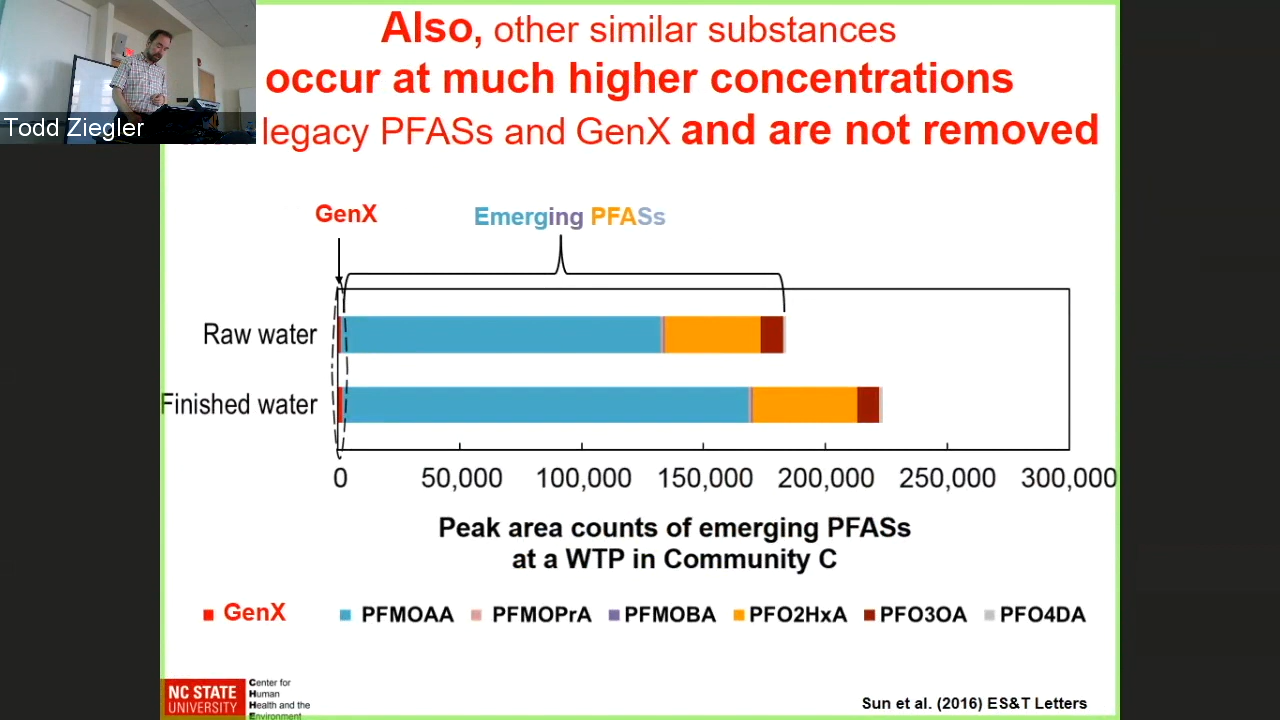 Also, other similar substances
occur at much higher concentrations
legacy PFASs and GenX and are not removed
Todd Ziegler
GenX
Emerging PFASs
Raw water
Finished water
0 50,000 100,000 150,000 200,000 250,000 300,000
Peak area counts of emerging PFASs
at a WTP in Community C
GenX PFMOAA PFMOPrA PFMOBA PFO2HxA PFO3OA PFO4DA
NC STATE
UNIVERSITY
Center for
Human
Health and the
Environment
Sun et al. (2016) ES&T Letters